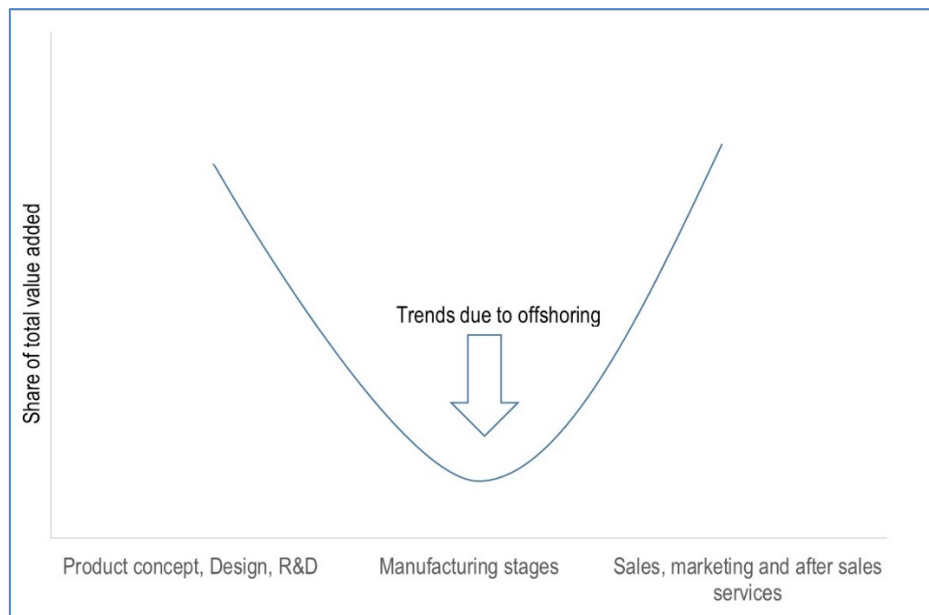 Share of total value added
Trends due to offshoring
Product concept, Design, R&D
Manufacturing stages
Sales, marketing and after sales
services